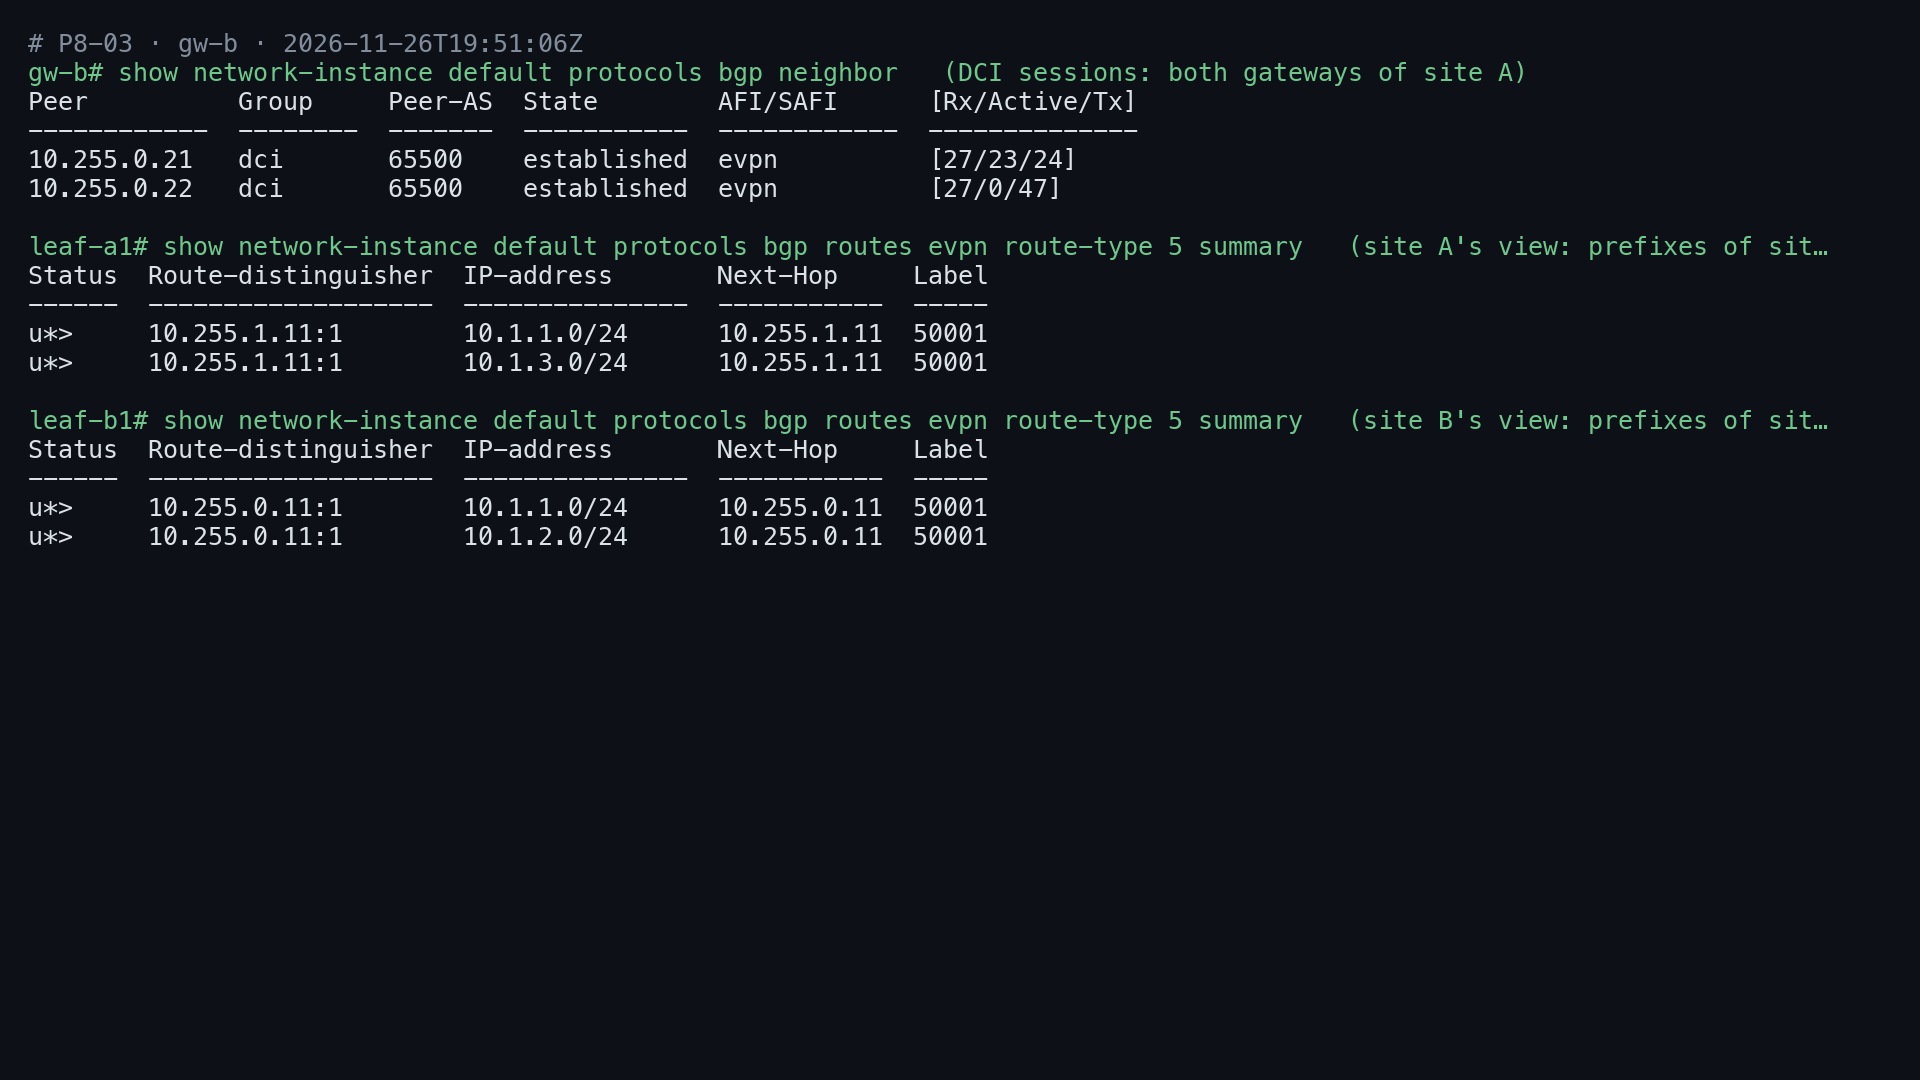 # P8-03 · gw-b · 2026-11-26T19:51:06Z
gw-b# show network-instance default protocols bgp neighbor   (DCI sessions: both gateways of site A)
Peer          Group     Peer-AS  State        AFI/SAFI      [Rx/Active/Tx]
------------  --------  -------  -----------  ------------  --------------
10.255.0.21   dci       65500    established  evpn          [27/23/24]
10.255.0.22   dci       65500    established  evpn          [27/0/47]
leaf-a1# show network-instance default protocols bgp routes evpn route-type 5 summary   (site A's view: prefixes of sit…
Status  Route-distinguisher  IP-address       Next-Hop     Label
------  -------------------  ---------------  -----------  -----
u*>     10.255.1.11:1        10.1.1.0/24      10.255.1.11  50001
u*>     10.255.1.11:1        10.1.3.0/24      10.255.1.11  50001
leaf-b1# show network-instance default protocols bgp routes evpn route-type 5 summary   (site B's view: prefixes of sit…
Status  Route-distinguisher  IP-address       Next-Hop     Label
------  -------------------  ---------------  -----------  -----
u*>     10.255.0.11:1        10.1.1.0/24      10.255.0.11  50001
u*>     10.255.0.11:1        10.1.2.0/24      10.255.0.11  50001